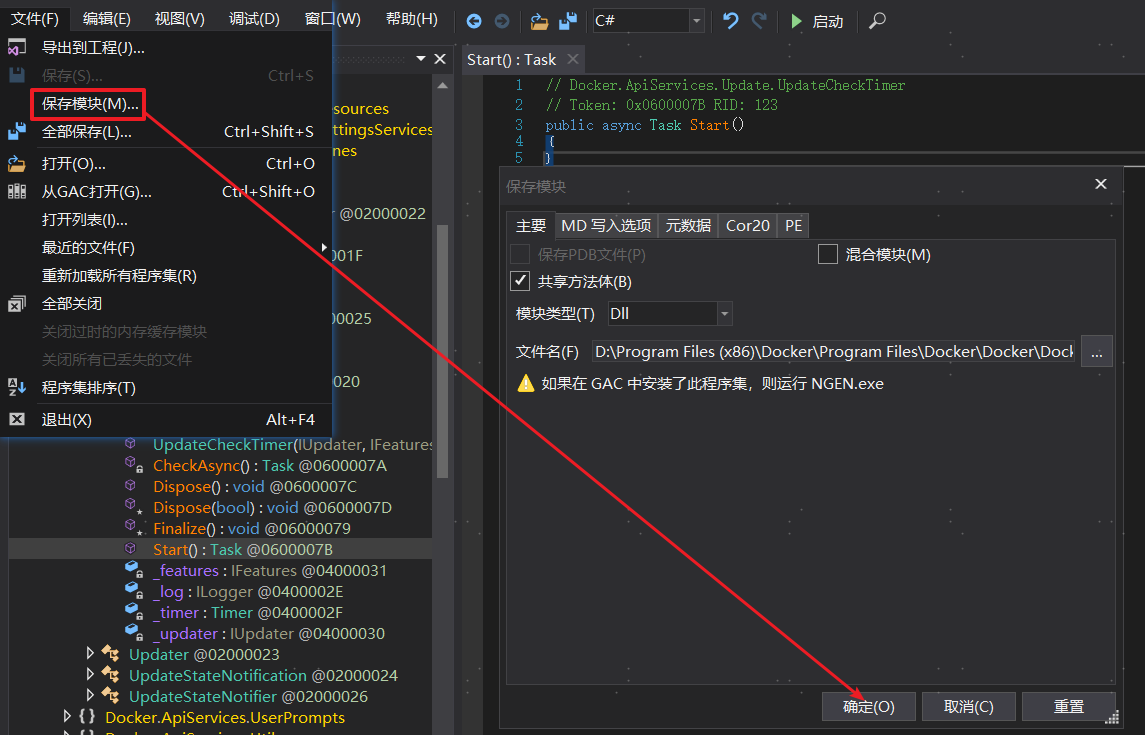 文件(F) 编辑(E) 视图(V) 调试(D) 窗口(W) 帮助(H) C# 启动
导出到工程(J)...
保存(S)... Ctrl+S
保存模块(M)...
全部保存(L)... Ctrl+Shift+S
打开(O)... Ctrl+O
从GAC打开(G)... Ctrl+Shift+O
打开列表(I)...
最近的文件(F)
重新加载所有程序集(R)
全部关闭
关闭过时的内存缓存模块
关闭所有已丢失的文件
程序集排序(T)
退出(X) Alt+F4
sources
ttingsServices
nes
@02000022
001F
00025
0020
UpdateCheckTimer(IUpdater, IFeatures
CheckAsync() : Task @0600007A
Dispose() : void @0600007C
Dispose(bool) : void @0600007D
Finalize() : void @06000079
Start() : Task @0600007B
_features : IFeatures @04000031
_log : ILogger @0400002E
_timer : Timer @0400002F
_updater : IUpdater @04000030
Updater @02000023
UpdateStateNotification @02000024
UpdateStateNotifier @02000026
{ } Docker.ApiServices.UserPrompts
Start() : Task
1 // Docker.ApiServices.Update.UpdateCheckTimer
2 // Token: 0x0600007B RID: 123
3 public async Task Start()
4 {
5 }
保存模块
主要 MD 写入选项 元数据 Cor20 PE
保存PDB文件(P) 混合模块(M)
共享方法体(B)
模块类型(T) Dll
文件名(F) D:\Program Files (x86)\Docker\Program Files\Docker\Docker\Dock ...
如果在 GAC 中安装了此程序集，则运行 NGEN.exe
确定(O) 取消(C) 重置